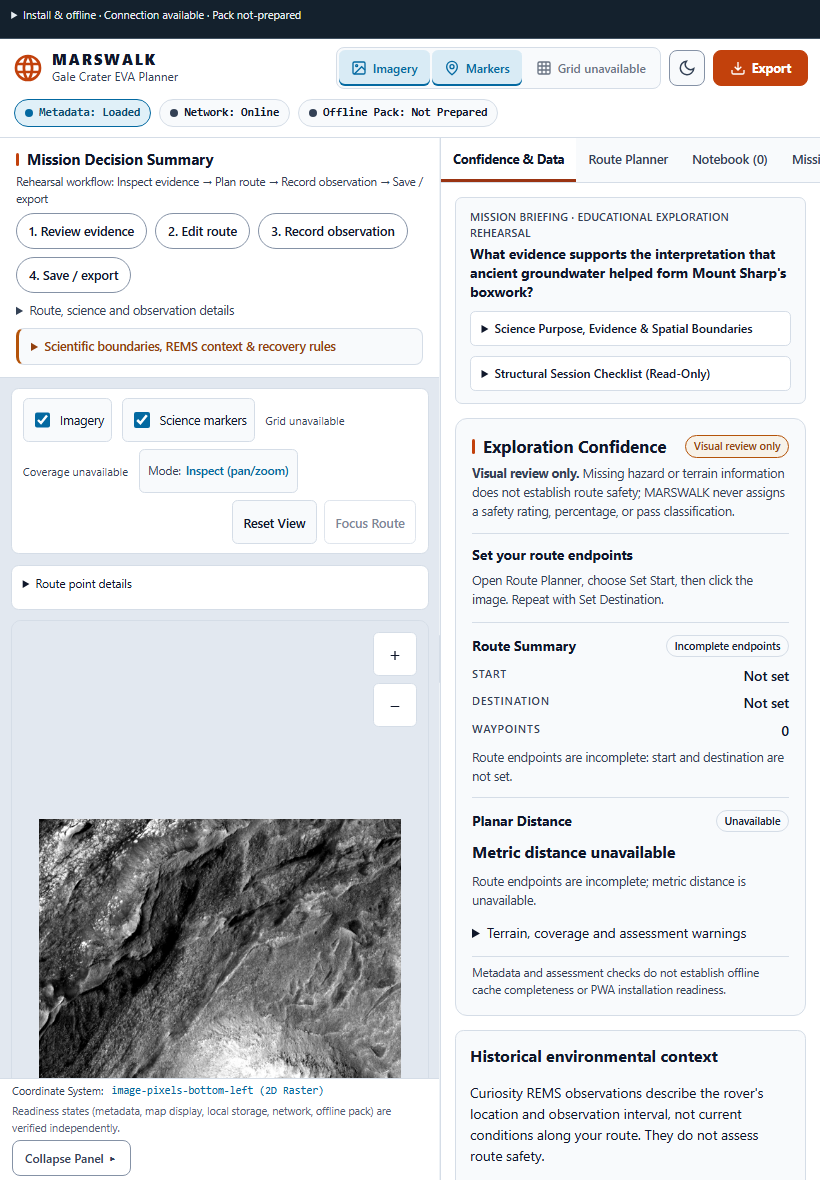 Install & offline · Connection available · Pack not-prepared
MARSWALK
Gale Crater EVA Planner
Imagery
Markers
Grid unavailable
Export
Metadata: Loaded
Network: Online
Offline Pack: Not Prepared
Mission Decision Summary
Rehearsal workflow: Inspect evidence → Plan route → Record observation → Save /
export
1. Review evidence
2. Edit route
3. Record observation
4. Save / export
Route, science and observation details
Scientific boundaries, REMS context & recovery rules
Imagery
Science markers
Grid unavailable
Coverage unavailable
Mode: Inspect (pan/zoom)
Reset View
Focus Route
Route point details
+
−
Coordinate System: image-pixels-bottom-left (2D Raster)
Readiness states (metadata, map display, local storage, network, offline pack) are
verified independently.
Collapse Panel
Confidence & Data
Route Planner
Notebook (0)
Missi
MISSION BRIEFING · EDUCATIONAL EXPLORATION
REHEARSAL
What evidence supports the interpretation that
ancient groundwater helped form Mount Sharp's
boxwork?
Science Purpose, Evidence & Spatial Boundaries
Structural Session Checklist (Read-Only)
Exploration Confidence
Visual review only
Visual review only. Missing hazard or terrain information
does not establish route safety; MARSWALK never assigns
a safety rating, percentage, or pass classification.
Set your route endpoints
Open Route Planner, choose Set Start, then click the
image. Repeat with Set Destination.
Route Summary
Incomplete endpoints
START
Not set
DESTINATION
Not set
WAYPOINTS
0
Route endpoints are incomplete: start and destination are
not set.
Planar Distance
Unavailable
Metric distance unavailable
Route endpoints are incomplete; metric distance is
unavailable.
Terrain, coverage and assessment warnings
Metadata and assessment checks do not establish offline
cache completeness or PWA installation readiness.
Historical environmental context
Curiosity REMS observations describe the rover's
location and observation interval, not current
conditions along your route. They do not assess
route safety.